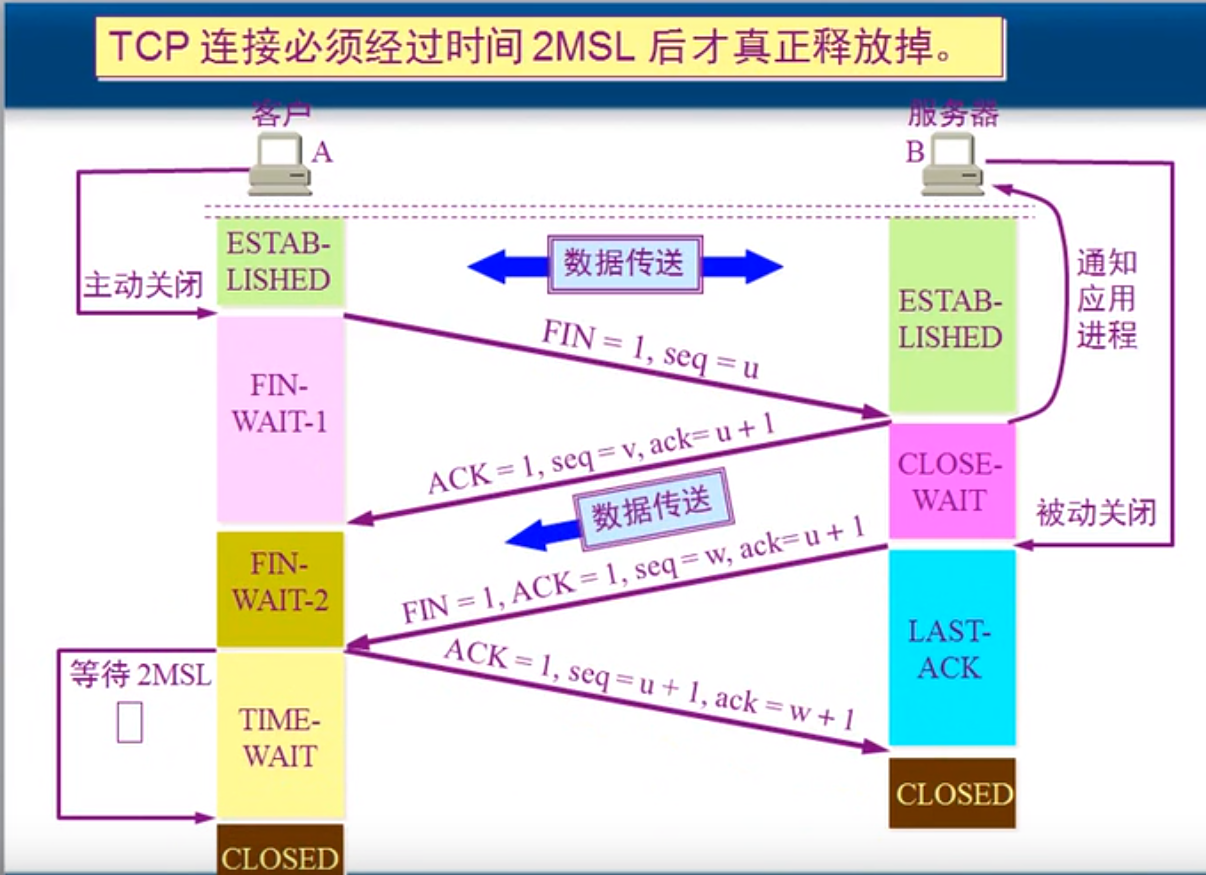 TCP 连接必须经过时间 2MSL 后才真正释放掉。
客户
服务器
A
B
ESTAB-
LISHED
数据传送
通知
应用
进程
主动关闭
ESTAB-
LISHED
FIN = 1, seq = u
FIN-
WAIT-1
ACK = 1, seq = v, ack= u + 1
CLOSE-
WAIT
数据传送
被动关闭
FIN-
WAIT-2
FIN = 1, ACK = 1, seq = w, ack= u + 1
LAST-
ACK
ACK = 1, seq = u + 1, ack = w + 1
等待 2MSL
TIME-
WAIT
CLOSED
CLOSED